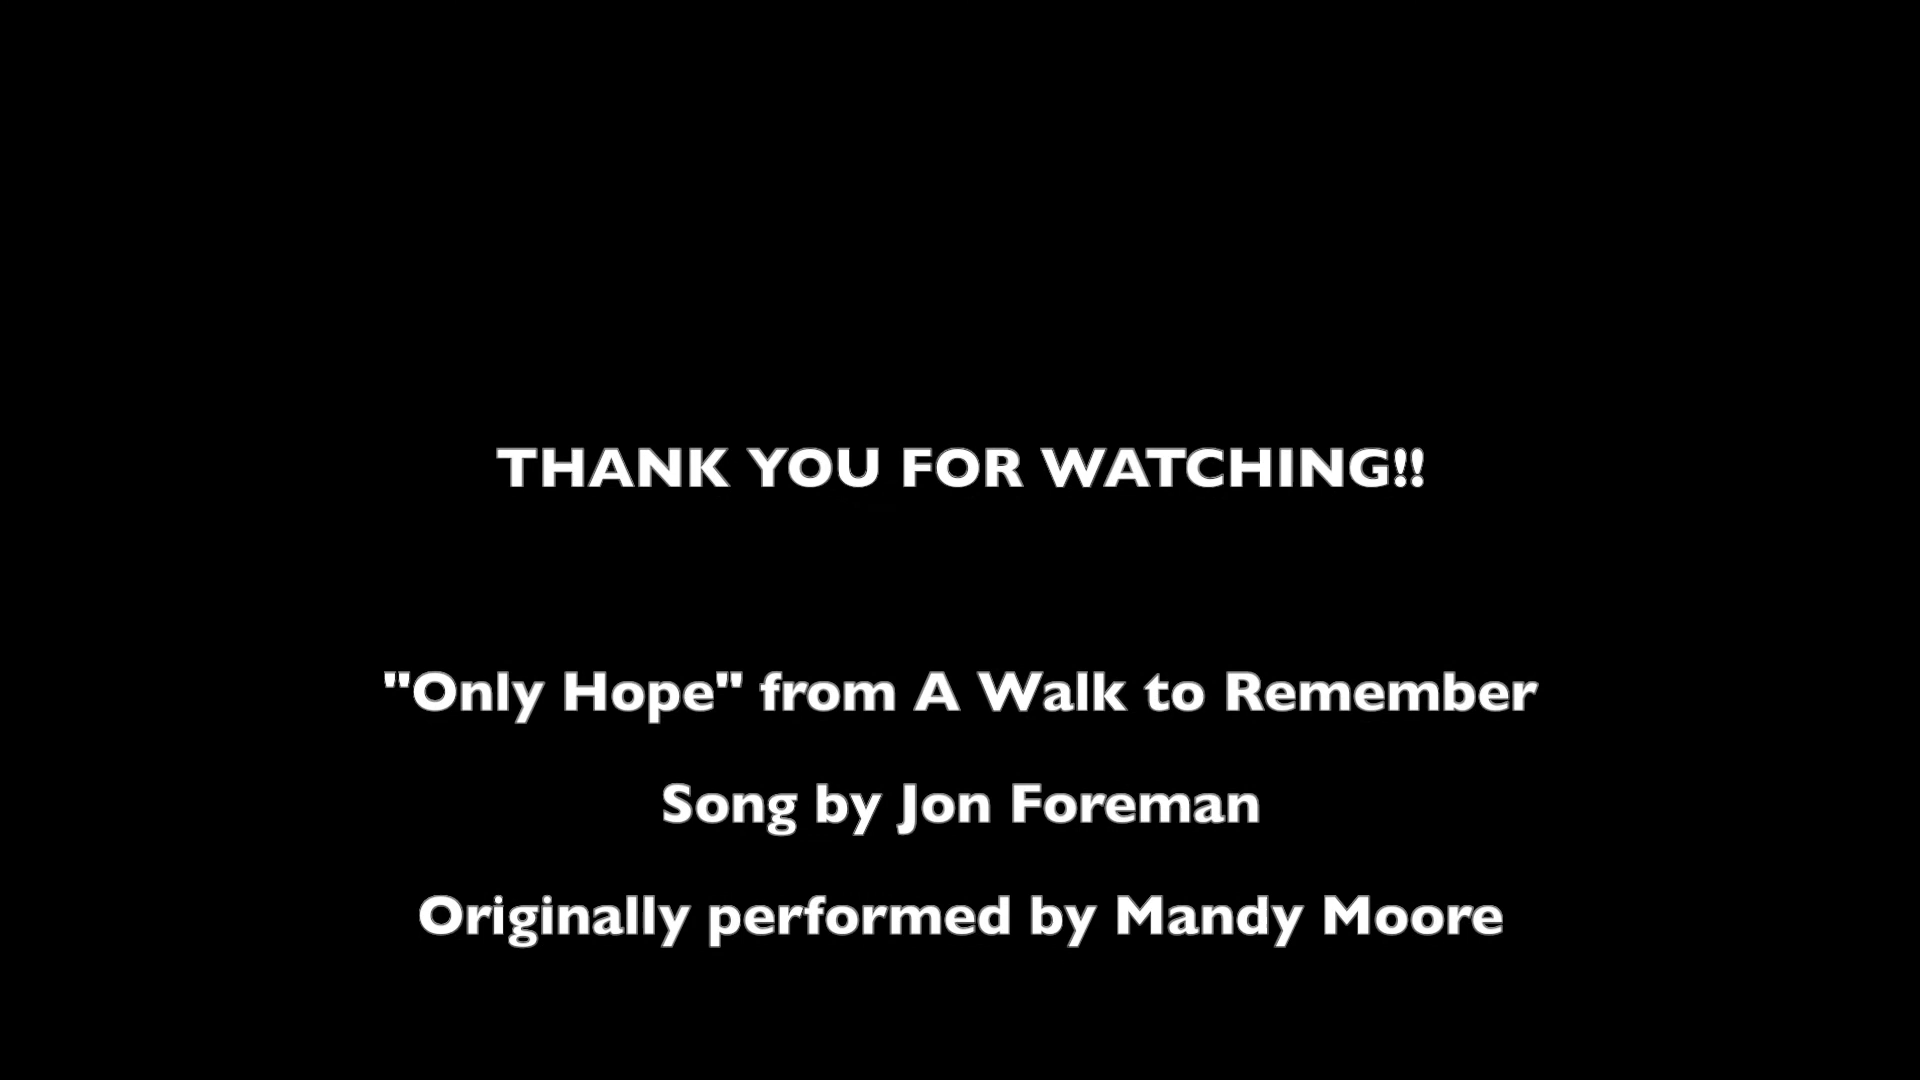 THANK YOU FOR WATCHING!!
"Only Hope" from A Walk to Remember
Song by Jon Foreman
Originally performed by Mandy Moore